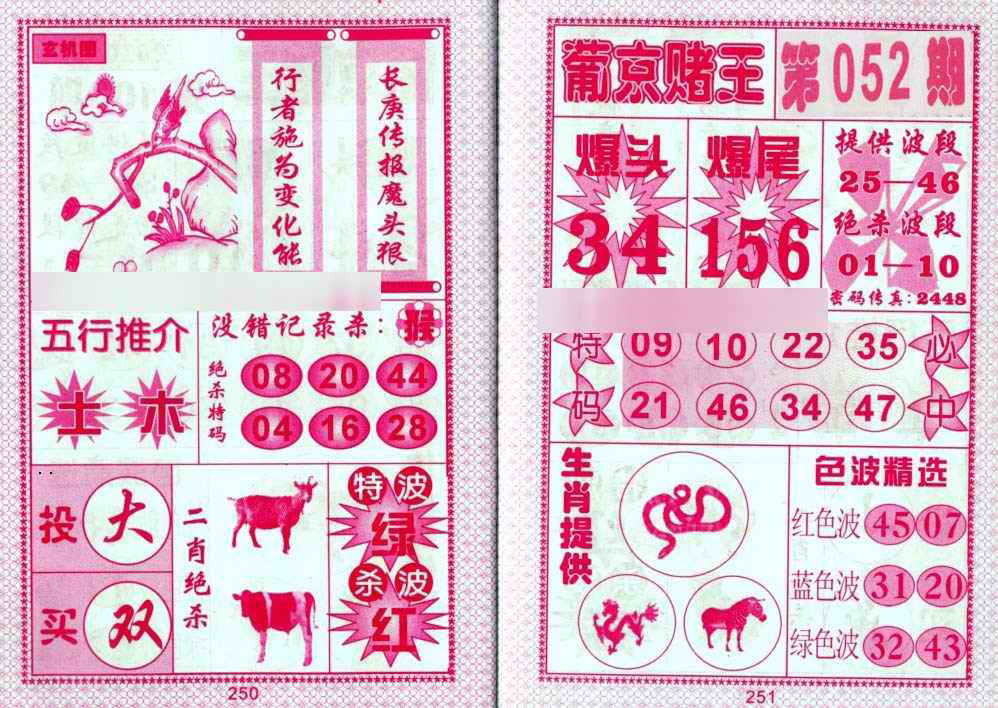 玄机图
行者施为变化能
长庚传报魔头狠
五行推介
土 木
没错记录杀：猴
绝杀特码
08 20 44
04 16 28
投 大
买 双
二肖绝杀
特波
绿
杀波
红
250
葡京赌王
第052期
爆头
34
爆尾
156
提供波段
25—46
绝杀波段
01—10
密码传真:2448
特码
09 10 22 35
21 46 34 47
必中
生肖提供
色波精选
红色波 45 07
蓝色波 31 20
绿色波 32 43
251